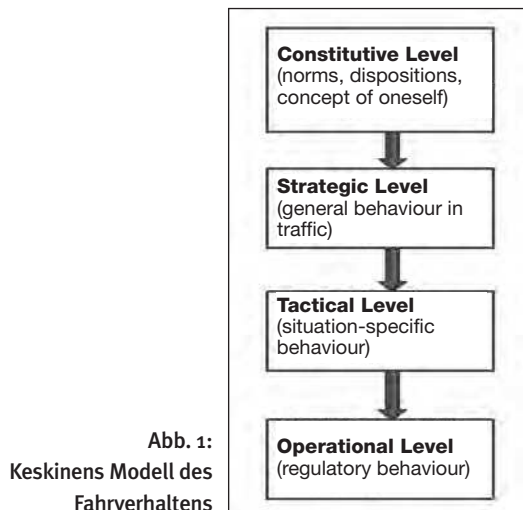 Constitutive Level
(norms, dispositions,
concept of oneself)
Strategic Level
(general behaviour in
traffic)
Tactical Level
(situation-specific
behaviour)
Operational Level
(regulatory behaviour)
Abb. 1:
Keskinens Modell des
Fahrverhaltens